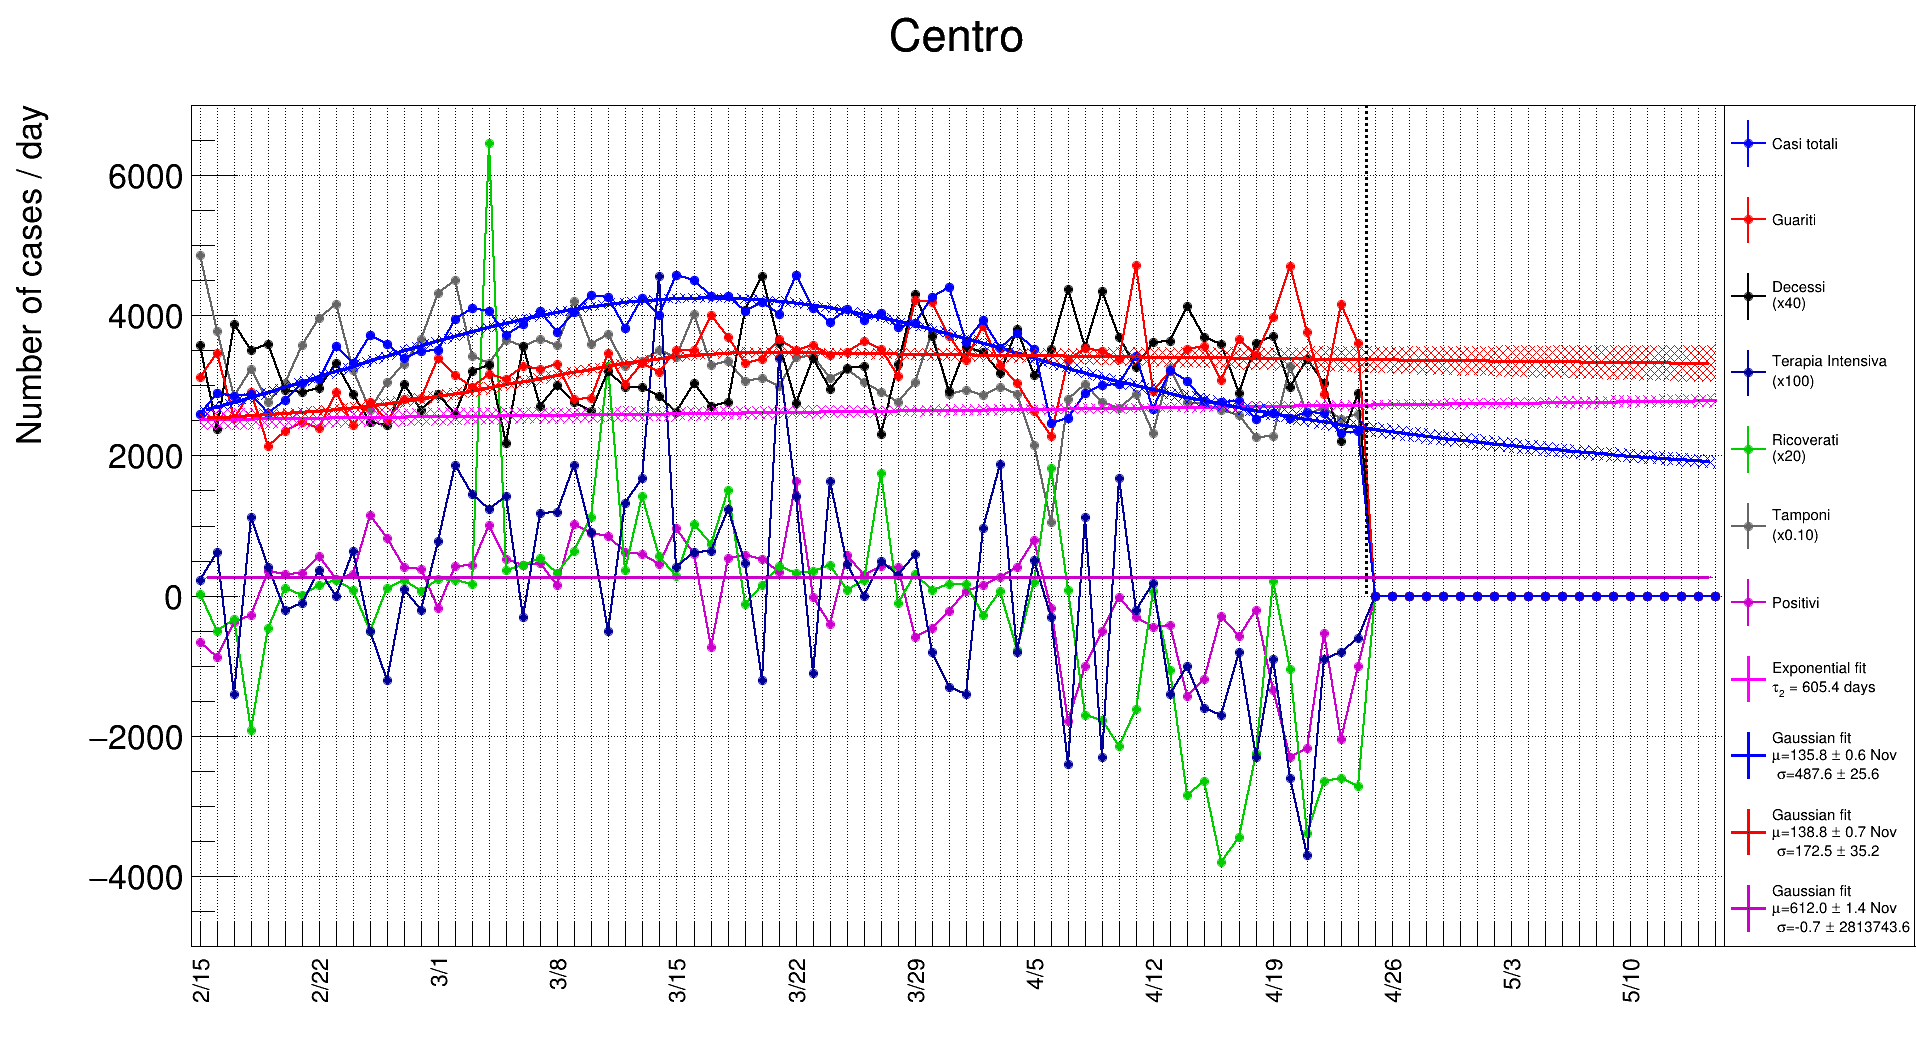 Centro
Number of cases / day
6000
4000
2000
0
−2000
−4000
2/15
2/22
3/1
3/8
3/15
3/22
3/29
4/5
4/12
4/19
4/26
5/3
5/10
Casi totali
Guariti
Decessi
(x40)
Terapia Intensiva
(x100)
Ricoverati
(x20)
Tamponi
(x0.10)
Positivi
Exponential fit
τ2 = 605.4 days
Gaussian fit
μ=135.8 ± 0.6 Nov
σ=487.6 ± 25.6
Gaussian fit
μ=138.8 ± 0.7 Nov
σ=172.5 ± 35.2
Gaussian fit
μ=612.0 ± 1.4 Nov
σ=-0.7 ± 2813743.6